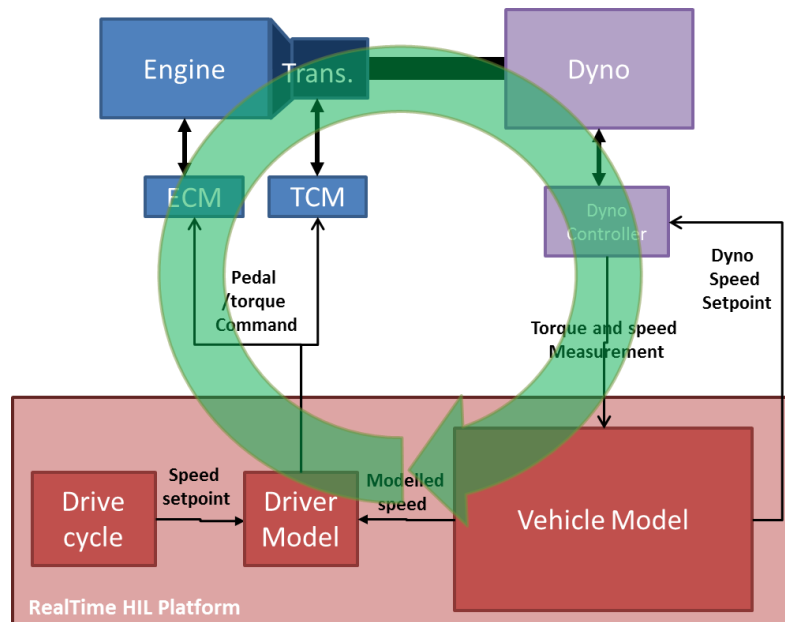 Engine
Trans.
Dyno
ECM
TCM
Dyno
Controller
Pedal
/torque
Command
Dyno
Speed
Setpoint
Torque and speed
Measurement
Speed
setpoint
Modelled
speed
Drive
cycle
Driver
Model
Vehicle Model
RealTime HIL Platform